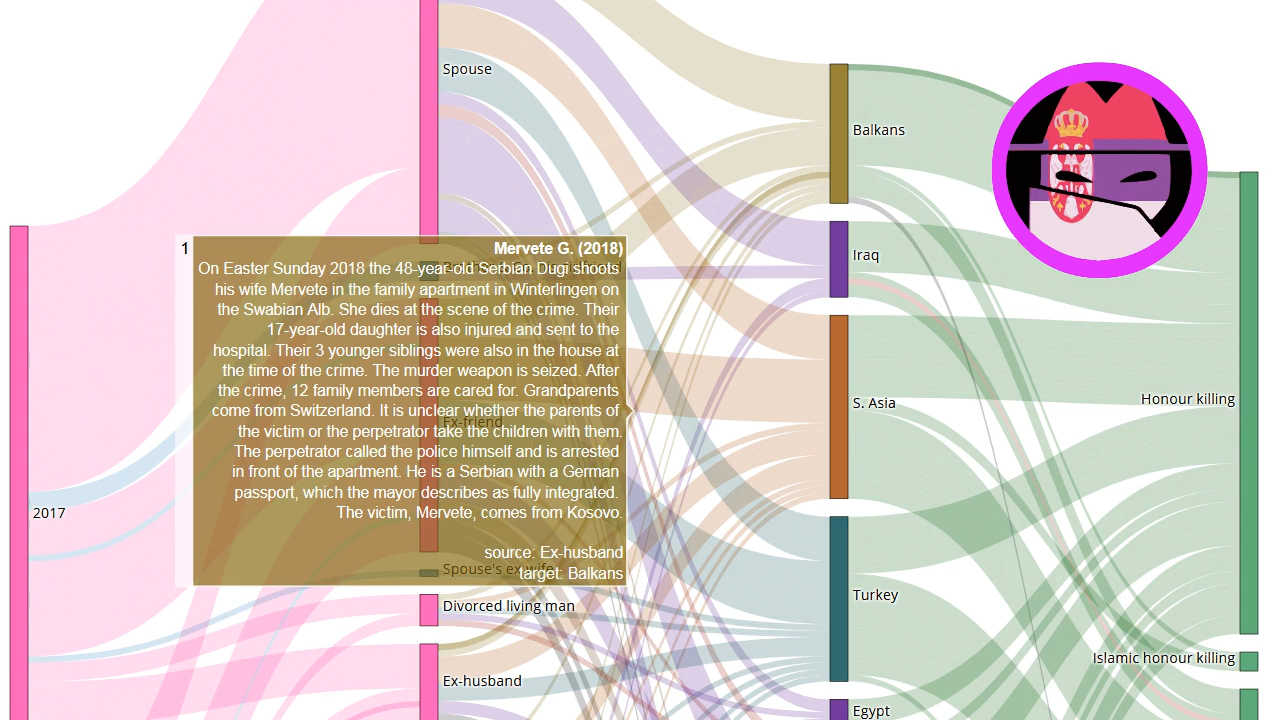 Spouse
Balkans
Iraq
S. Asia
Honour killing
2017
1
Mervete G. (2018)
On Easter Sunday 2018 the 48-year-old Serbian Dugi shoots
his wife Mervete in the family apartment in Winterlingen on
the Swabian Alb. She dies at the scene of the crime. Their
17-year-old daughter is also injured and sent to the
hospital. Their 3 younger siblings were also in the house at
the time of the crime. The murder weapon is seized. After
the crime, 12 family members are cared for. Grandparents
come from Switzerland. It is unclear whether the parents of
the victim or the perpetrator take the children with them.
The perpetrator called the police himself and is arrested
in front of the apartment. He is a Serbian with a German
passport, which the mayor describes as fully integrated.
The victim, Mervete, comes from Kosovo.
source: Ex-husband
target: Balkans
Ex-friend
Spouse's ex wife
Divorced living man
Turkey
Islamic honour killing
Ex-husband
Egypt